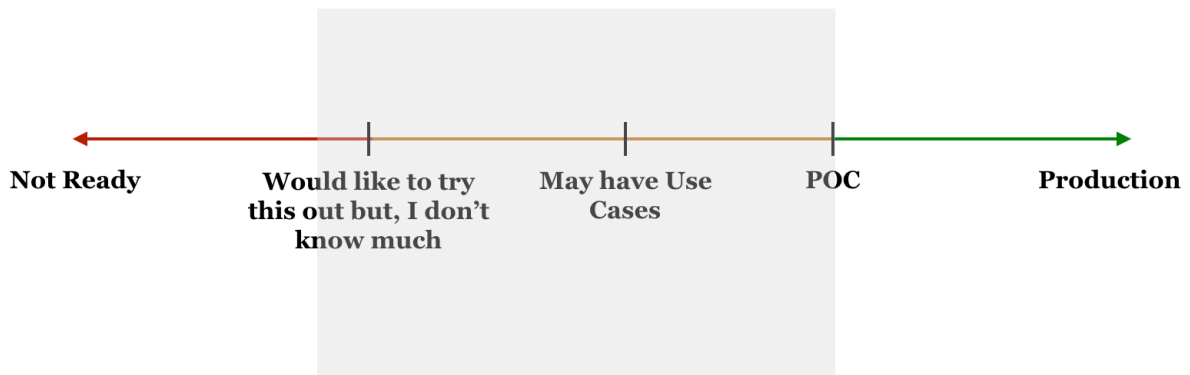 Not Ready
Would like to try
this out but, I don’t
know much
May have Use
Cases
POC
Production